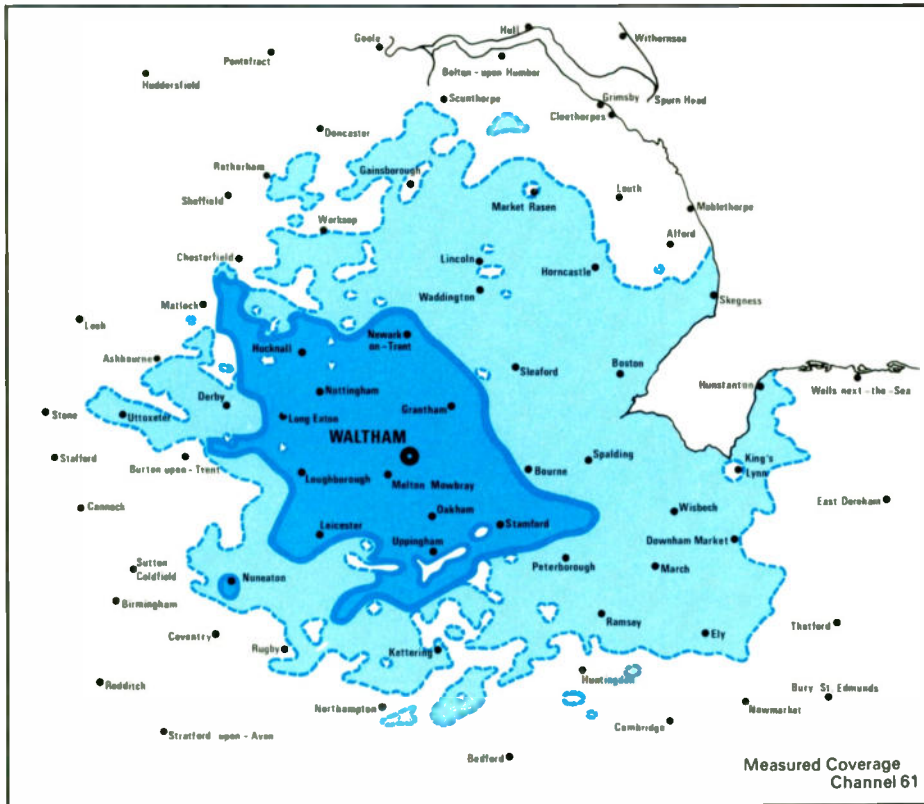 Hull
Goole
Withernsea
Pontefract
Bolton - upon Humber
Huddersfield
Scunthorpe
Spurn Head
Grimsby
Cleethorpes
Doncaster
Rotherham
Gainsborough
Sheffield
Market Rasen
Louth
Mablethorpe
Worksop
Alford
Chesterfield
Lincoln
Horncastle
Waddington
Skegness
Matlock
Leek
Newark
on-Trent
Hucknall
Ashbourne
Sleaford
Boston
Hunstanton
Wells next - the -Sea
Nottingham
Derby
Grantham
Stone
Uttoxeter
Long Eaton
WALTHAM
Stafford
Burton upon - Trent
Spalding
Bourne
King's
Lynn
Loughborough
Melton Mowbray
Cannock
Oakham
Wisbech
East Dereham
Leicester
Stamford
Uppingham
Downham Market
Sutton
Coldfield
Nuneaton
Peterborough
March
Birmingham
Ramsey
Thetford
Coventry
Ely
Rugby
Kettering
Huntingdon
Redditch
Bury St. Edmunds
Northampton
Newmarket
Cambridge
Stratford upon - Avon
Bedford
Measured Coverage
Channel 61